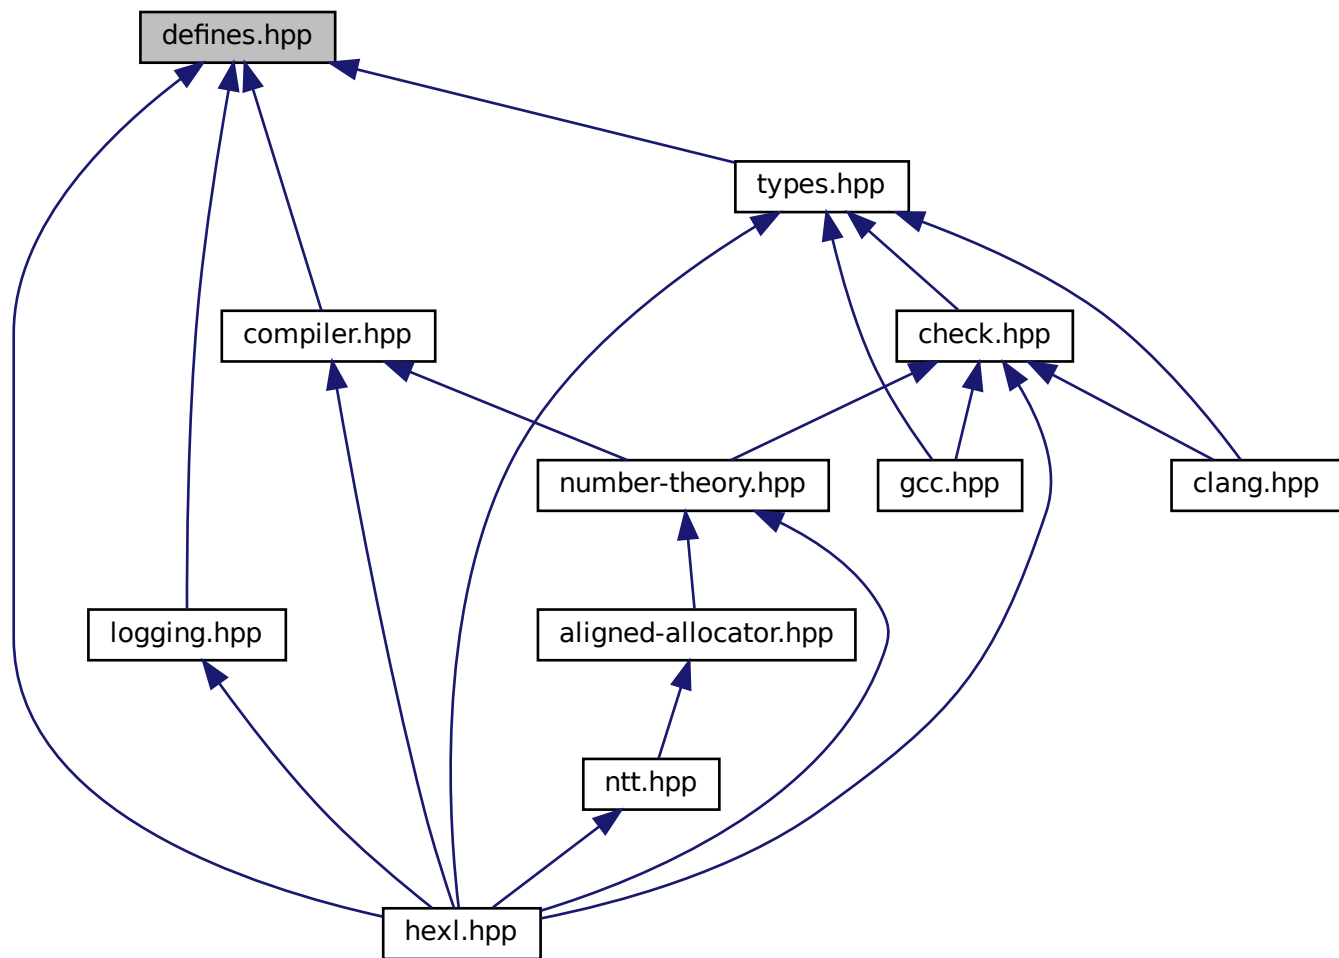 defines.hpp
types.hpp
compiler.hpp
check.hpp
number-theory.hpp
gcc.hpp
clang.hpp
logging.hpp
aligned-allocator.hpp
ntt.hpp
hexl.hpp